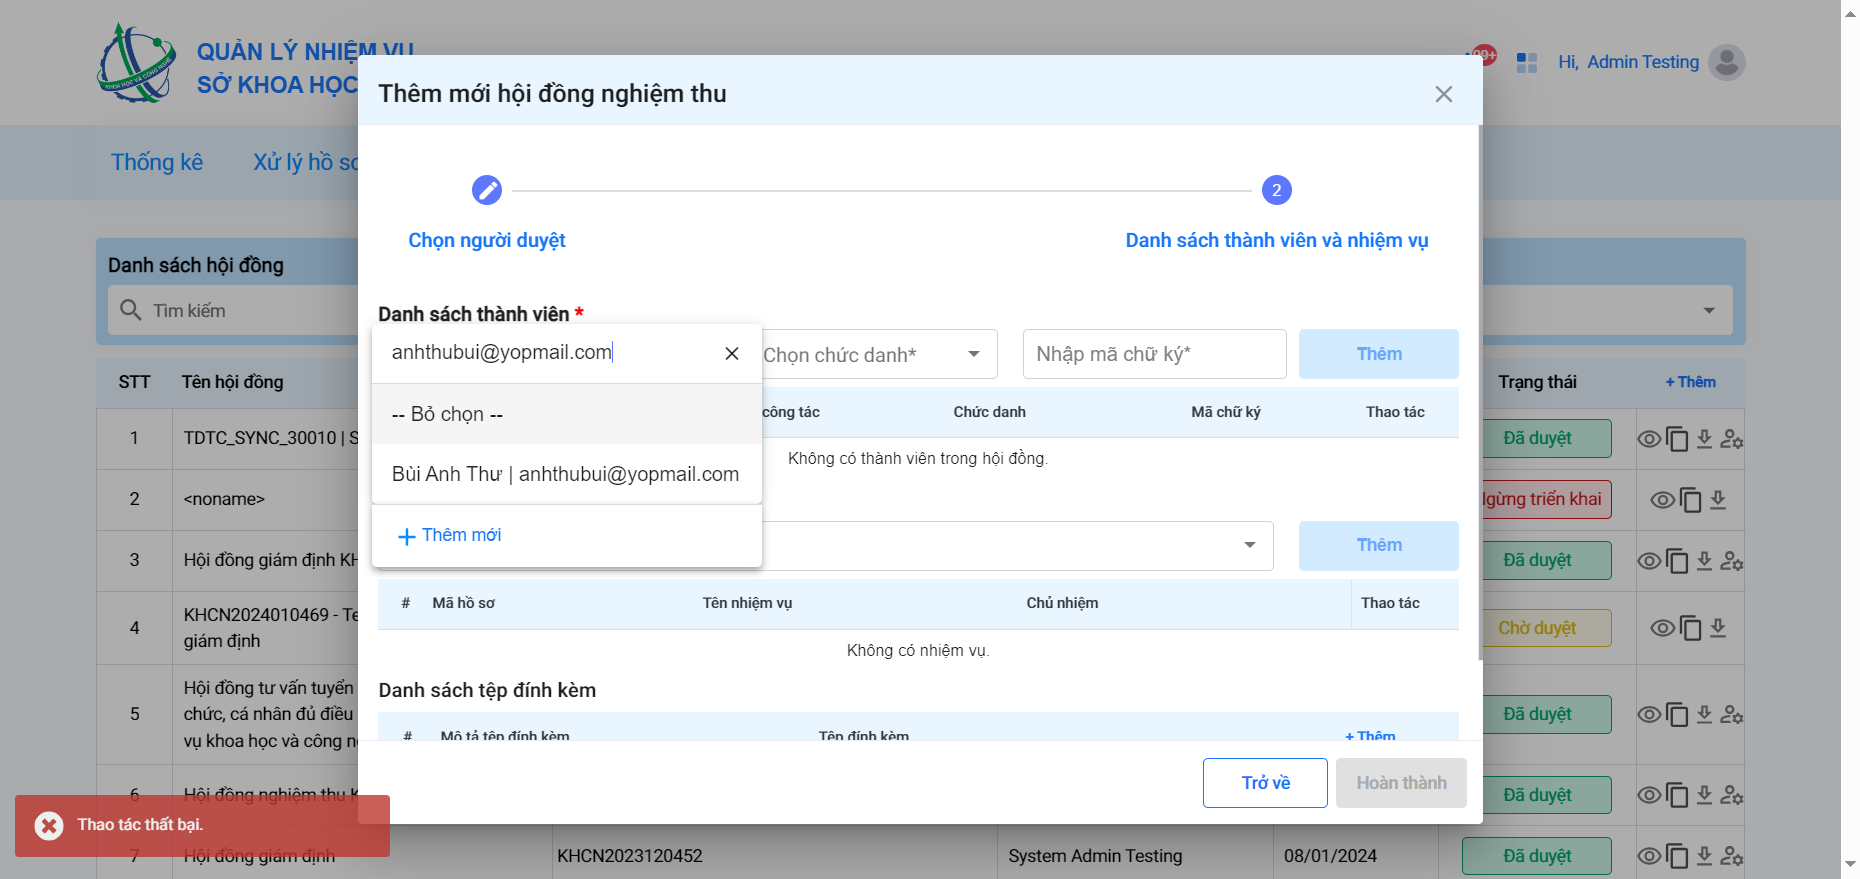 QUẢN LÝ NHIỆM VỤ
SỞ KHOA HỌC
KHOA HỌC VÀ CÔNG NGHỆ
99+
Hi, Admin Testing
Thống kê
Xử lý hồ sơ
Thêm mới hội đồng nghiệm thu
2
Chọn người duyệt
Danh sách thành viên và nhiệm vụ
Danh sách hội đồng
Tìm kiếm
Danh sách thành viên *
anhthubui@yopmail.com
Chọn chức danh*
Nhập mã chữ ký*
Thêm
-- Bỏ chọn --
Bùi Anh Thư | anhthubui@yopmail.com
Thêm mới
công tác
Chức danh
Mã chữ ký
Thao tác
Không có thành viên trong hội đồng.
Thêm
# Mã hồ sơ
Tên nhiệm vụ
Chủ nhiệm
Thao tác
Không có nhiệm vụ.
Danh sách tệp đính kèm
# Mô tả tệp đính kèm
Tệp đính kèm
+ Thêm
Trở về
Hoàn thành
STT
Tên hội đồng
Trạng thái
+ Thêm
1
TDTC_SYNC_30010 | S
Đã duyệt
2
<noname>
Ngừng triển khai
3
Hội đồng giám định KH
Đã duyệt
4
KHCN2024010469 - Te
giám định
Chờ duyệt
5
Hội đồng tư vấn tuyển
chức, cá nhân đủ điều
vụ khoa học và công
Đã duyệt
6
Hội đồng nghiệm thu K
Đã duyệt
7
Hội đồng giám định
KHCN2023120452
System Admin Testing
08/01/2024
Đã duyệt
Thao tác thất bại.